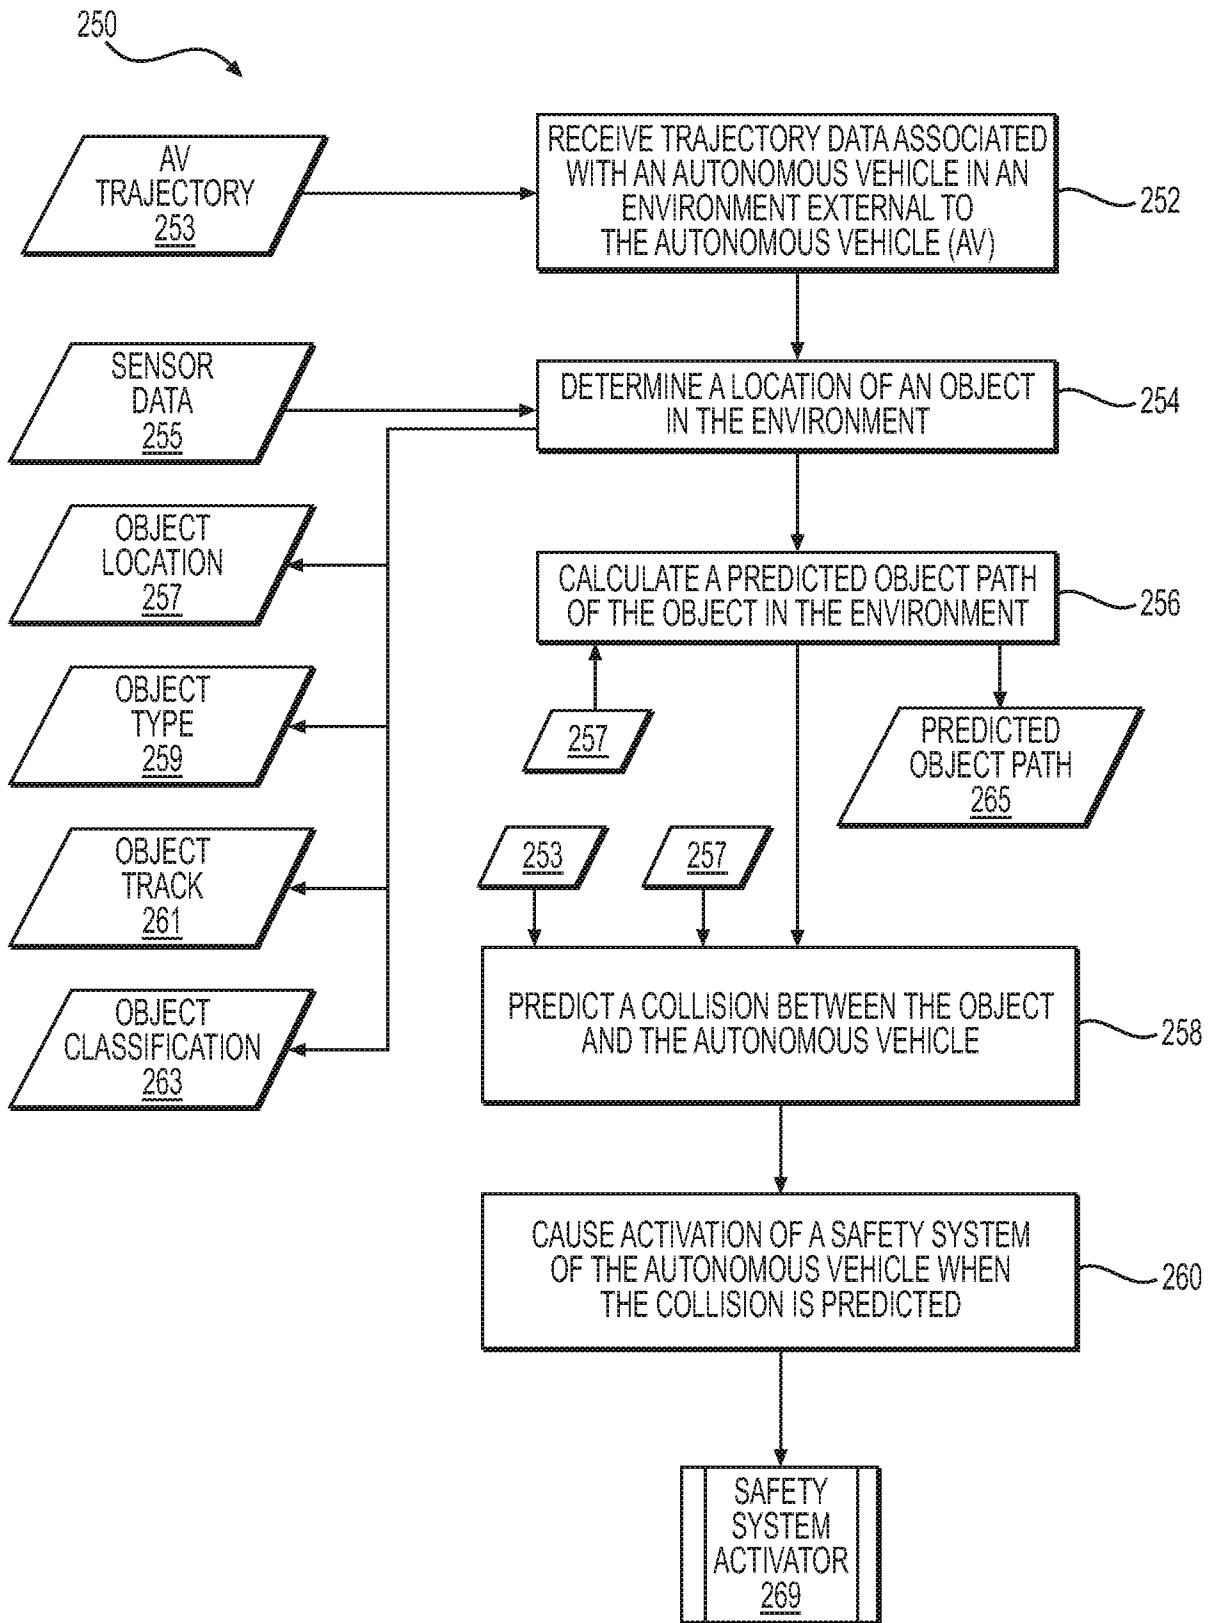 250
AV
TRAJECTORY
253
RECEIVE TRAJECTORY DATA ASSOCIATED
WITH AN AUTONOMOUS VEHICLE IN AN
ENVIRONMENT EXTERNAL TO
THE AUTONOMOUS VEHICLE (AV)
252
SENSOR
DATA
255
DETERMINE A LOCATION OF AN OBJECT
IN THE ENVIRONMENT
254
OBJECT
LOCATION
257
CALCULATE A PREDICTED OBJECT PATH
OF THE OBJECT IN THE ENVIRONMENT
256
OBJECT
TYPE
259
257
PREDICTED
OBJECT PATH
265
OBJECT
TRACK
261
253
257
OBJECT
CLASSIFICATION
263
PREDICT A COLLISION BETWEEN THE OBJECT
AND THE AUTONOMOUS VEHICLE
258
CAUSE ACTIVATION OF A SAFETY SYSTEM
OF THE AUTONOMOUS VEHICLE WHEN
THE COLLISION IS PREDICTED
260
SAFETY
SYSTEM
ACTIVATOR
269